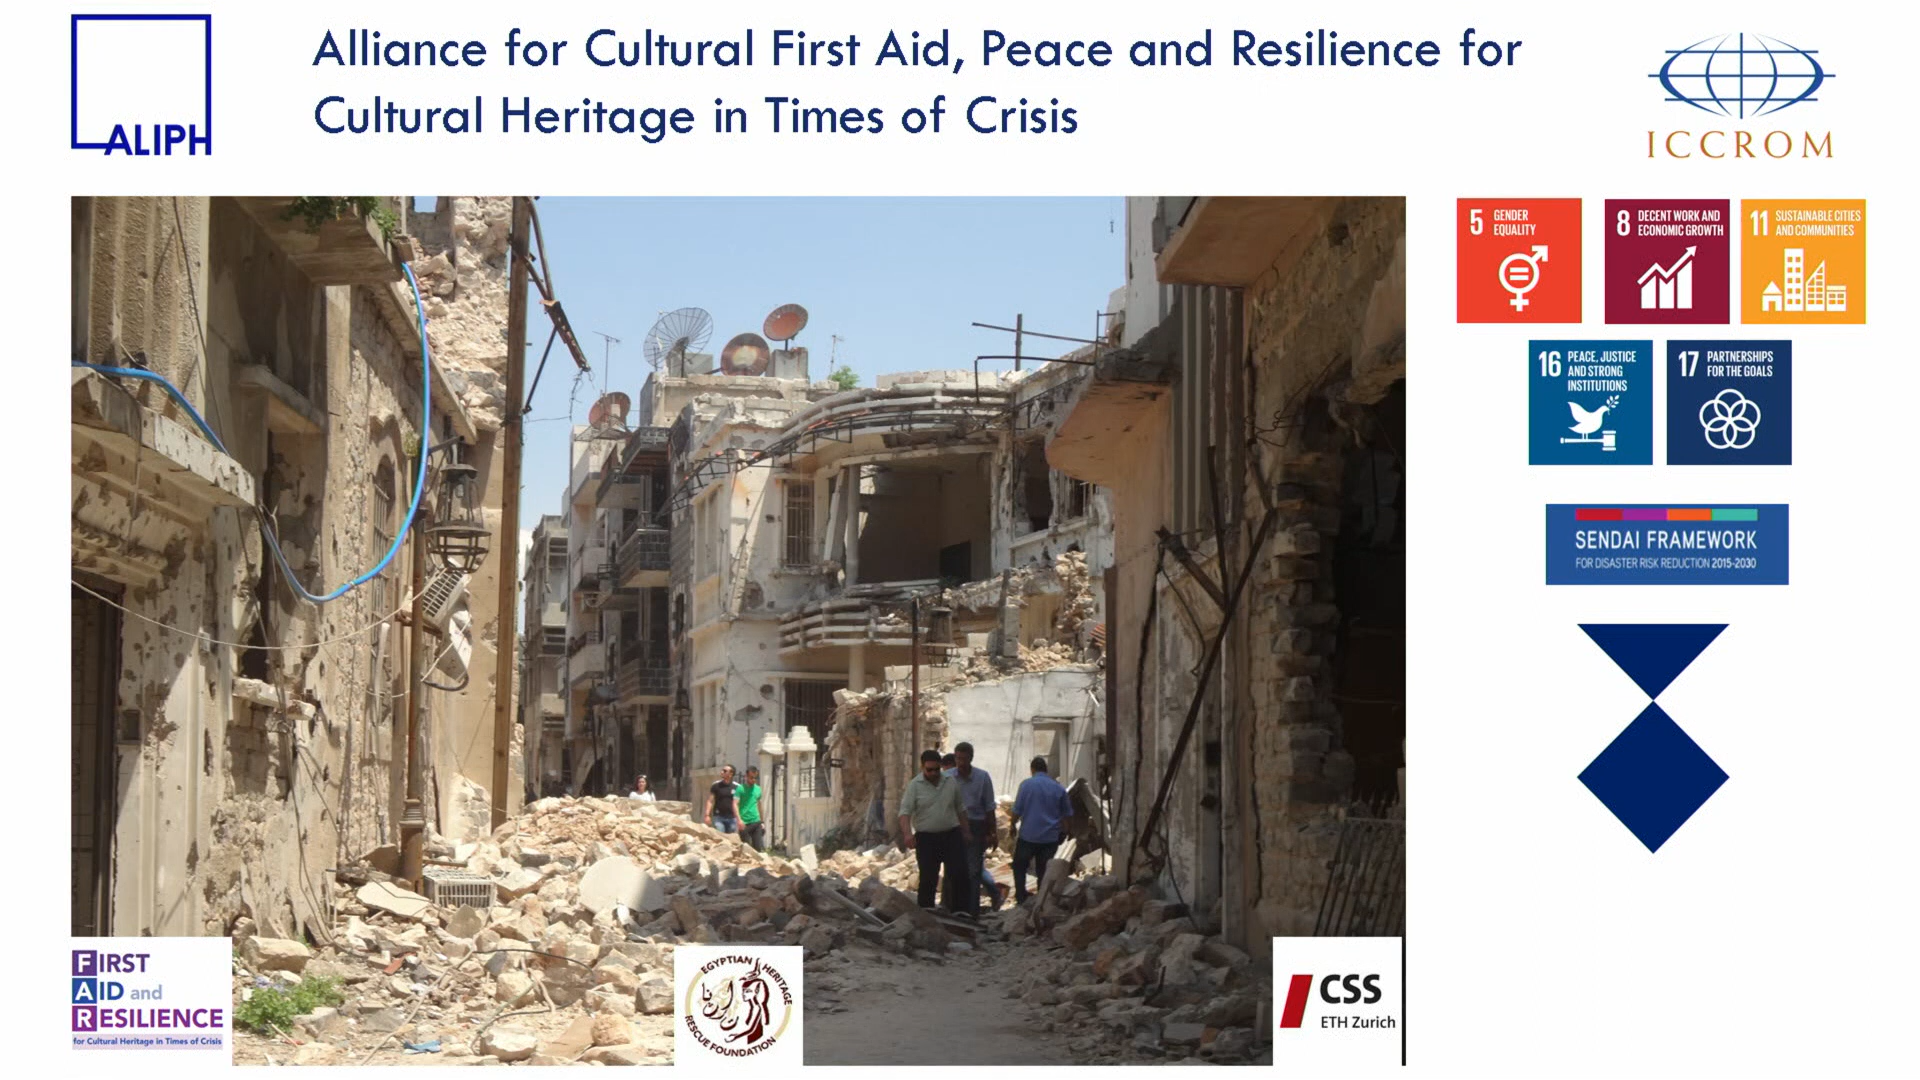 ALIPH
Alliance for Cultural First Aid, Peace and Resilience for
Cultural Heritage in Times of Crisis
ICCROM
5 GENDER
EQUALITY
8 DECENT WORK AND
ECONOMIC GROWTH
11 SUSTAINABLE CITIES
AND COMMUNITIES
16 PEACE, JUSTICE
AND STRONG
INSTITUTIONS
17 PARTNERSHIPS
FOR THE GOALS
SENDAI FRAMEWORK
FOR DISASTER RISK REDUCTION 2015-2030
FIRST
AID and
RESILIENCE
for Cultural Heritage in Times of Crisis
EGYPTIAN HERITAGE
RESCUE FOUNDATION
CSS
ETH Zurich